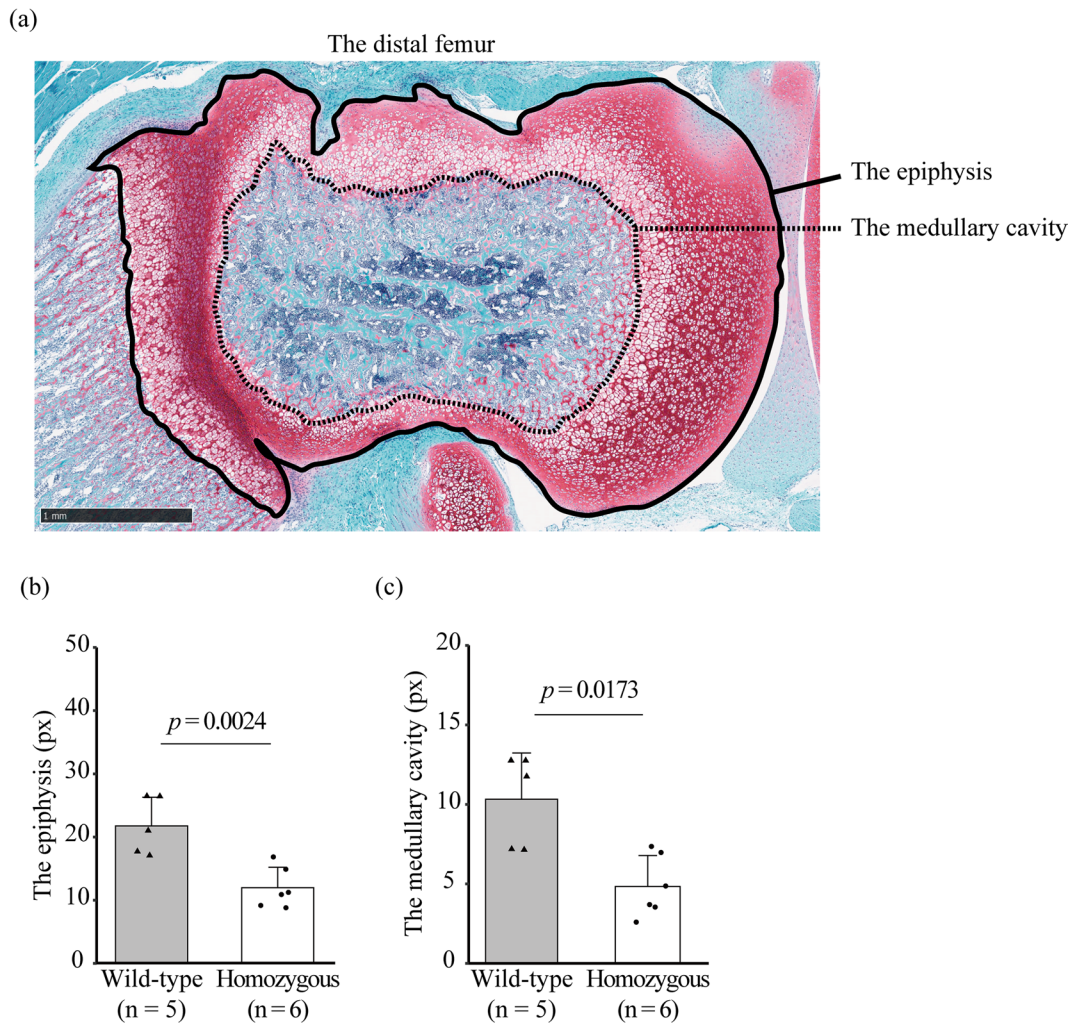 (a)
The distal femur
The epiphysis
The medullary cavity
1 mm
(b)
The epiphysis (px)
50
40
30
20
10
0
p = 0.0024
Wild-type
(n = 5)
Homozygous
(n = 6)
(c)
The medullary cavity (px)
20
15
10
5
0
p = 0.0173
Wild-type
(n = 5)
Homozygous
(n = 6)